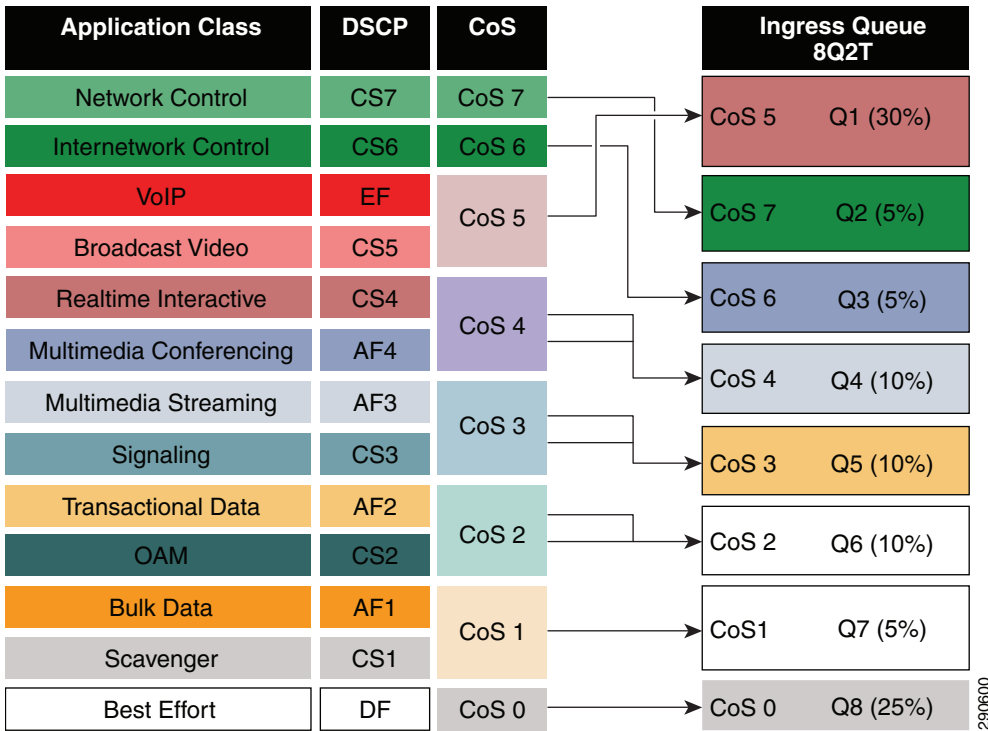 Application Class DSCP CoS
Ingress Queue
8Q2T
Network Control CS7 CoS 7
Internetwork Control CS6 CoS 6
VoIP EF
CoS 5
Broadcast Video CS5
Realtime Interactive CS4
CoS 4
Multimedia Conferencing AF4
Multimedia Streaming AF3
CoS 3
Signaling CS3
Transactional Data AF2
CoS 2
OAM CS2
Bulk Data AF1
CoS 1
Scavenger CS1
Best Effort DF CoS 0
CoS 5 Q1 (30%)
CoS 7 Q2 (5%)
CoS 6 Q3 (5%)
CoS 4 Q4 (10%)
CoS 3 Q5 (10%)
CoS 2 Q6 (10%)
CoS1 Q7 (5%)
CoS 0 Q8 (25%)
290600